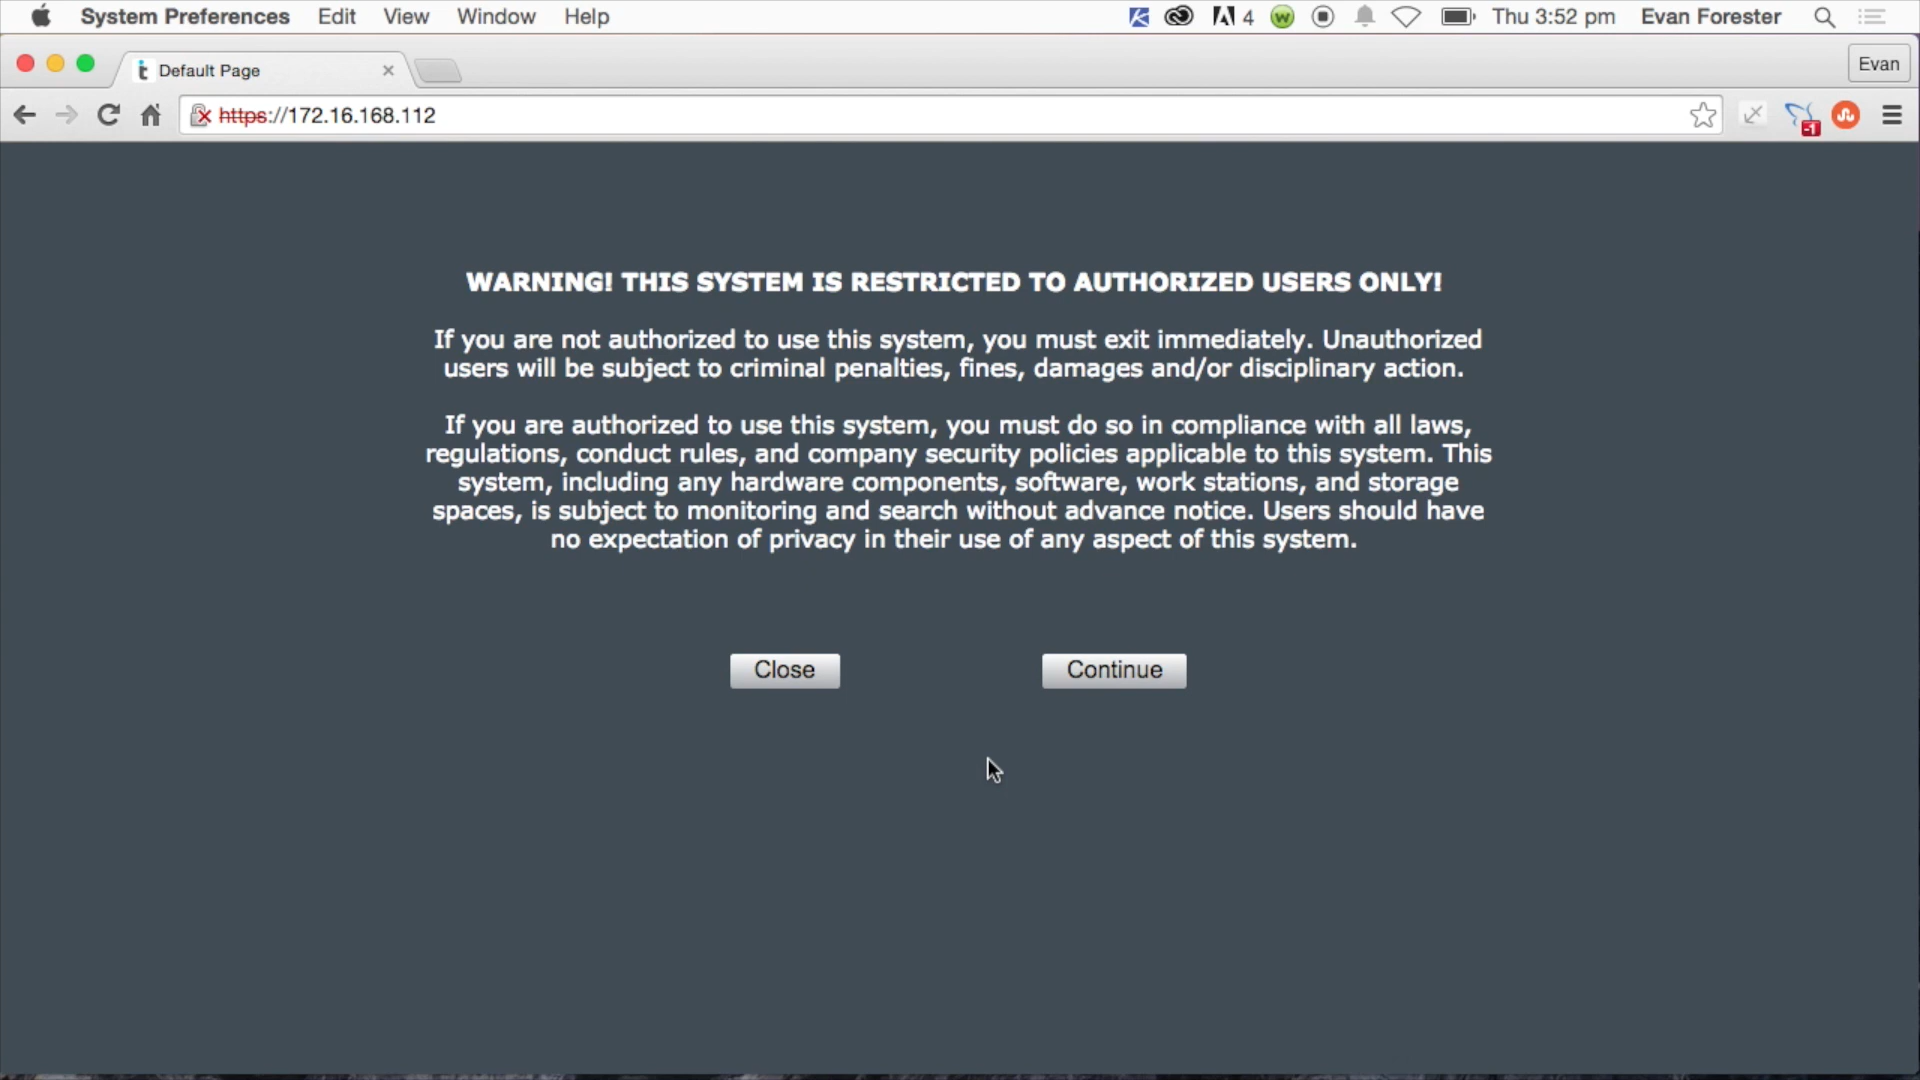 System Preferences Edit View Window Help 4 Thu 3:52 pm Evan Forester
Default Page Evan
https://172.16.168.112 -1
WARNING! THIS SYSTEM IS RESTRICTED TO AUTHORIZED USERS ONLY!
If you are not authorized to use this system, you must exit immediately. Unauthorized
users will be subject to criminal penalties, fines, damages and/or disciplinary action.
If you are authorized to use this system, you must do so in compliance with all laws,
regulations, conduct rules, and company security policies applicable to this system. This
system, including any hardware components, software, work stations, and storage
spaces, is subject to monitoring and search without advance notice. Users should have
no expectation of privacy in their use of any aspect of this system.
Close Continue